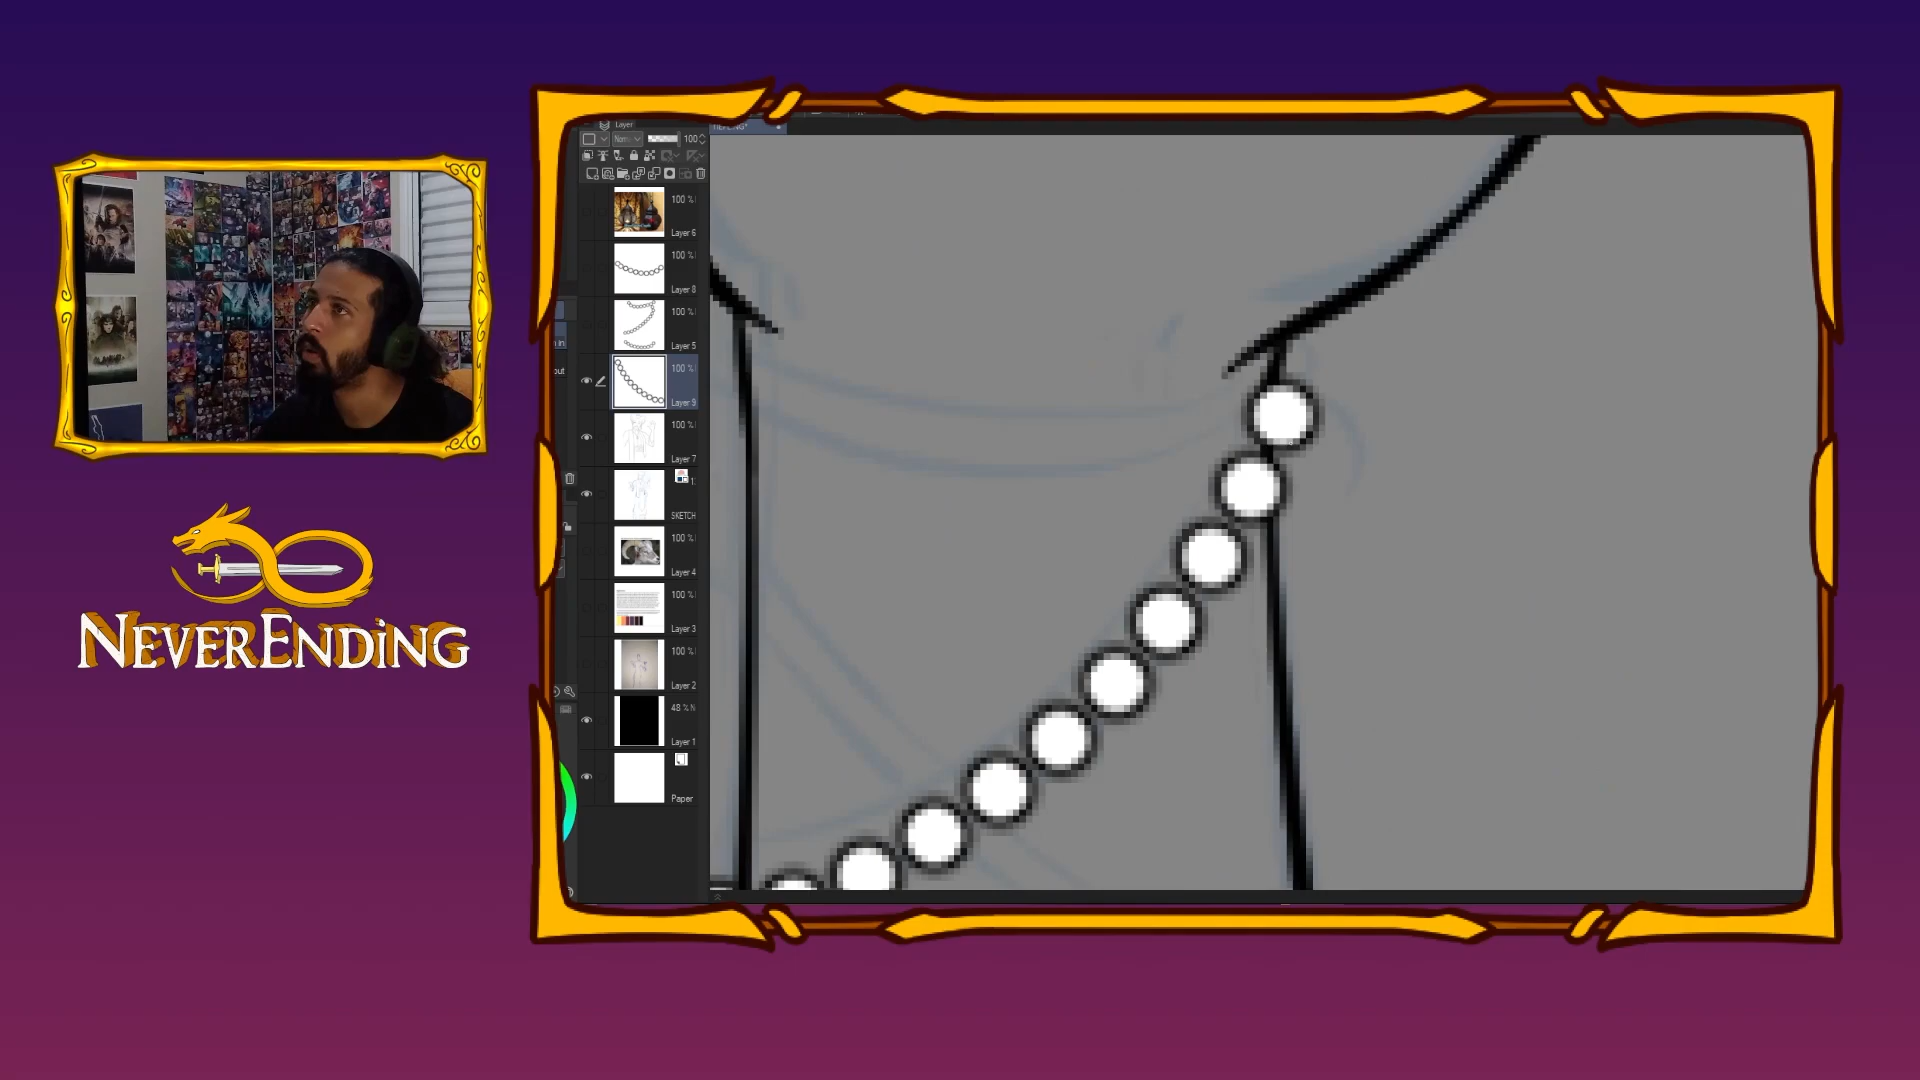 Layer
Norm
100
100 %
Layer 6
100 %
Layer 8
100 %
Layer 5
100 %
Layer 9
100 %
Layer 7
SKETCH
100 %
Layer 4
100 %
Layer 3
100 %
Layer 2
48 % N
Layer 1
Paper
NEVERENDiNG